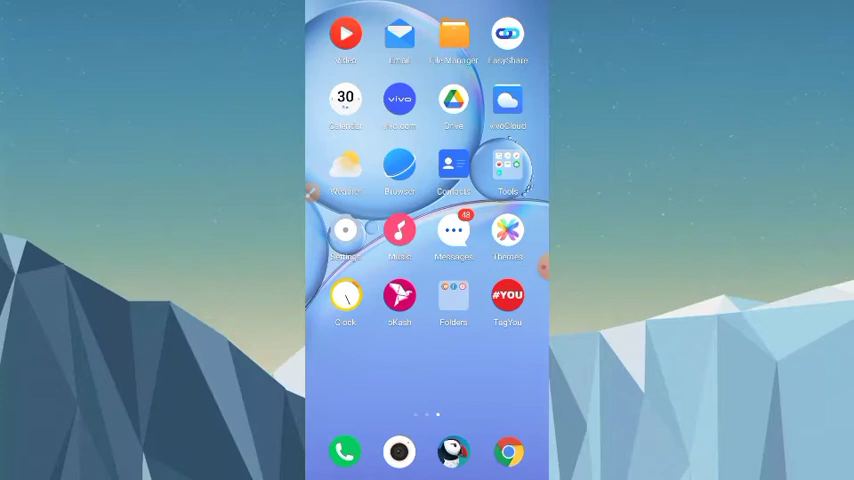 Video Email File Manager EasyShare
30
vivo
Calendar vivo.com Drive vivoCloud
Weather Browser Contacts Tools
48
Settings Music Messages Themes
#YOU
Clock bKash Folders TagYou